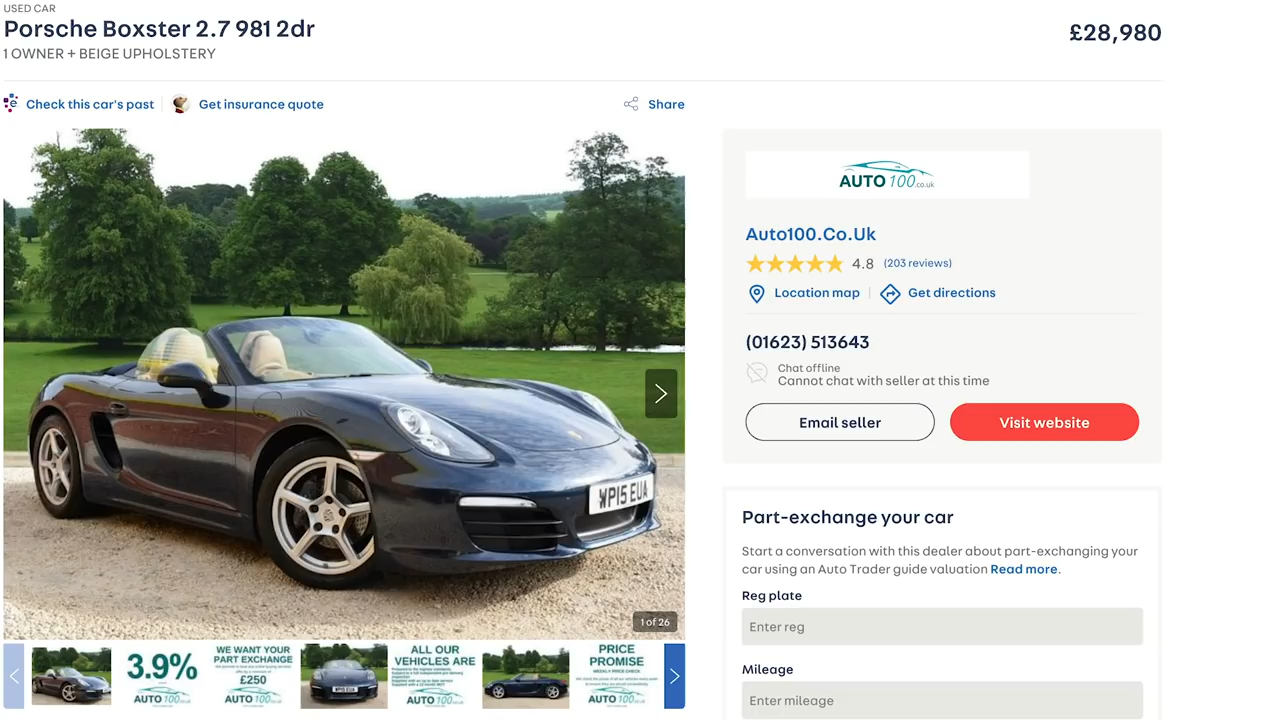 USED CAR
Porsche Boxster 2.7 981 2dr
£28,980
1 OWNER + BEIGE UPHOLSTERY
Check this car's past
Get insurance quote
Share
AUTO 100.co.uk
Auto100.Co.Uk
4.8 (203 reviews)
Location map
Get directions
(01623) 513643
Chat offline
Cannot chat with seller at this time
Email seller
Visit website
WP15 EUA
1 of 26
Part-exchange your car
Start a conversation with this dealer about part-exchanging your
car using an Auto Trader guide valuation Read more.
Reg plate
Enter reg
Mileage
Enter mileage
3.9%
AUTO 100
WE WANT YOUR
PART EXCHANGE
£250
AUTO 100
WP15 EUA
ALL OUR
VEHICLES ARE
AUTO 100
PRICE
PROMISE
AUTO 100